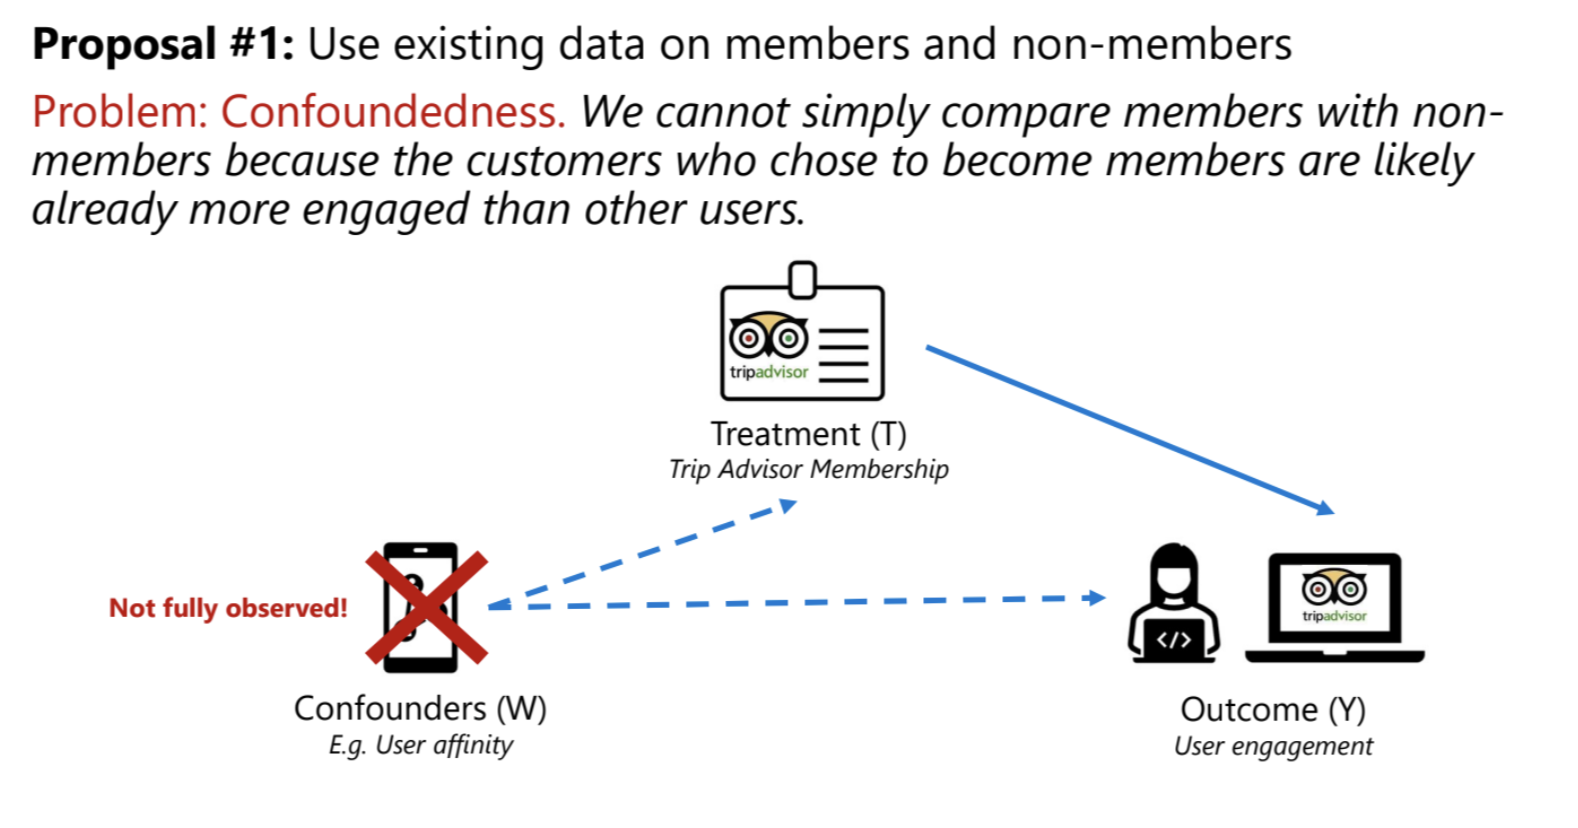 Proposal #1: Use existing data on members and non-members
Problem: Confoundedness. We cannot simply compare members with non-
members because the customers who chose to become members are likely
already more engaged than other users.
tripadvisor
Treatment (T)
Trip Advisor Membership
Not fully observed!
</>
tripadvisor
Confounders (W)
E.g. User affinity
Outcome (Y)
User engagement